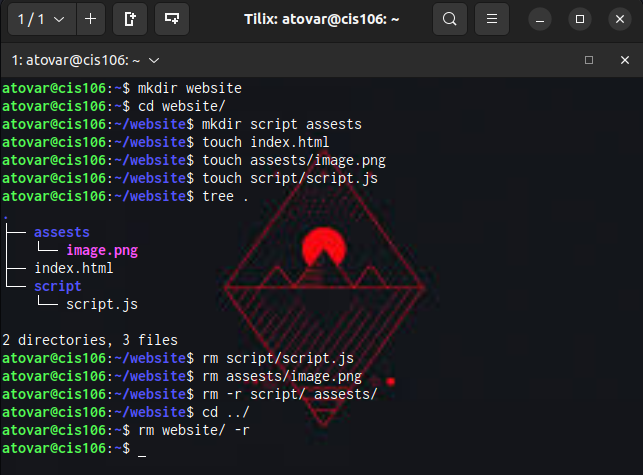 1 / 1
Tilix: atovar@cis106: ~
1: atovar@cis106: ~
atovar@cis106:~$ mkdir website
atovar@cis106:~$ cd website/
atovar@cis106:~/website$ mkdir script assests
atovar@cis106:~/website$ touch index.html
atovar@cis106:~/website$ touch assests/image.png
atovar@cis106:~/website$ touch script/script.js
atovar@cis106:~/website$ tree .
.
├── assests
│   └── image.png
├── index.html
└── script
    └── script.js
2 directories, 3 files
atovar@cis106:~/website$ rm script/script.js
atovar@cis106:~/website$ rm assests/image.png
atovar@cis106:~/website$ rm -r script/ assests/
atovar@cis106:~/website$ cd ../
atovar@cis106:~$ rm website/ -r
atovar@cis106:~$ _